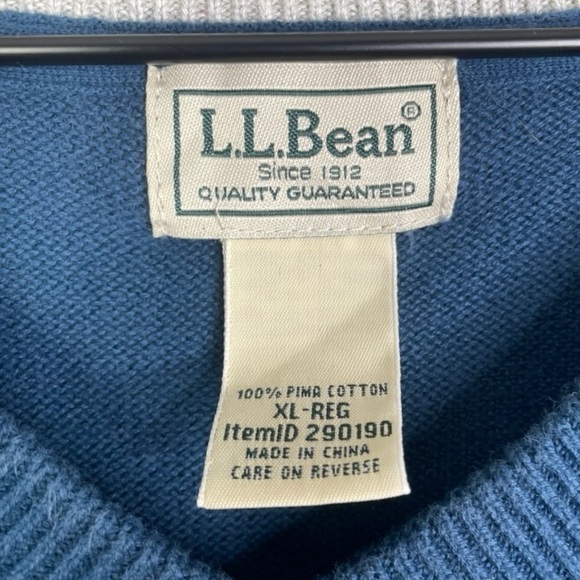 L.L.Bean®
Since 1912
QUALITY GUARANTEED
100% PIMA COTTON
XL-REG
ItemID 290190
MADE IN CHINA
CARE ON REVERSE